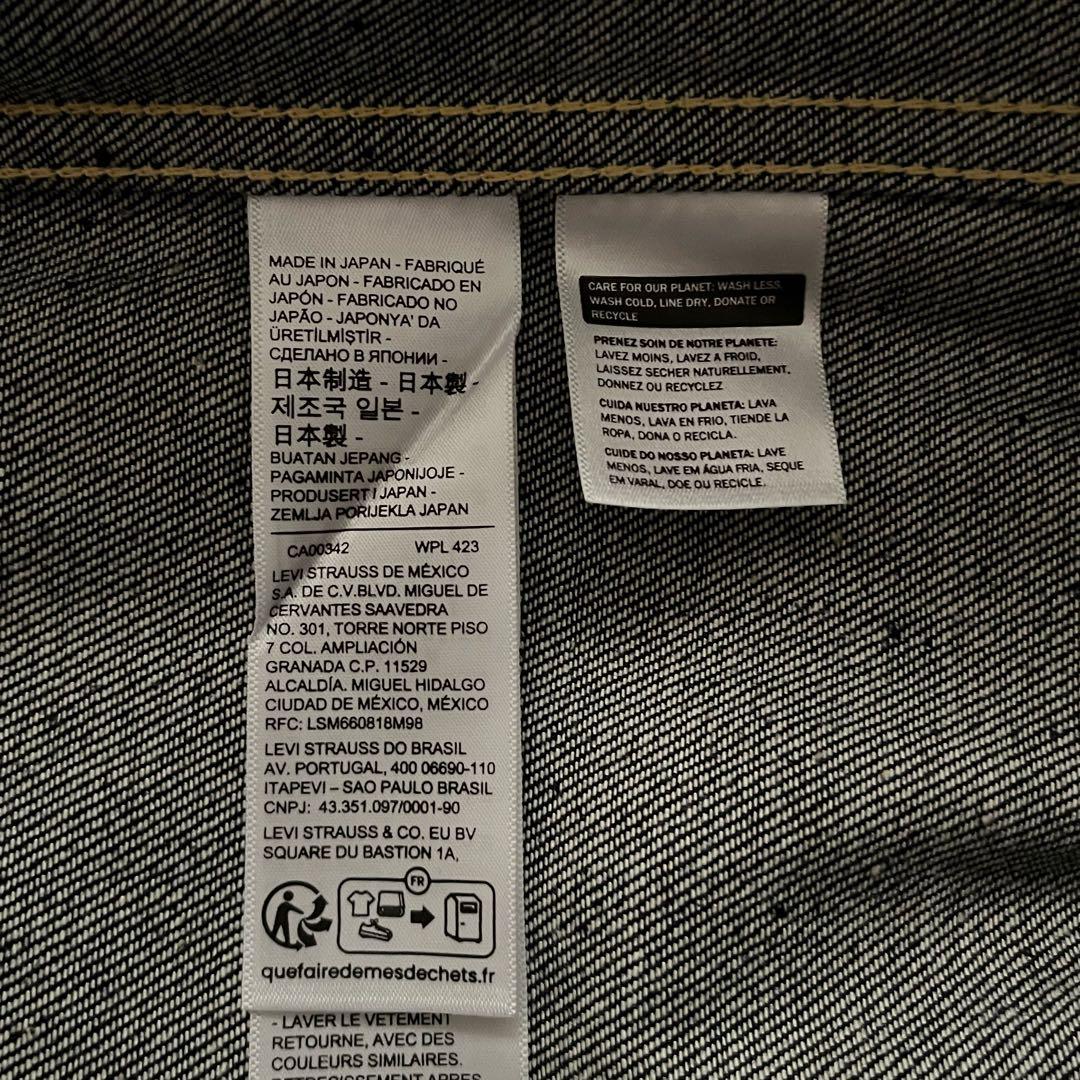 MADE IN JAPAN - FABRIQUÉ
AU JAPON - FABRICADO EN
JAPÓN - FABRICADO NO
JAPÃO - JAPONYA' DA
ÜRETİLMİŞTİR -
СДЕЛАНО В ЯПОНИИ -
日本制造 - 日本製 -
제조국 일본 -
日本製 -
BUATAN JEPANG -
PAGAMINTA JAPONIJOJE -
PRODUSERT I JAPAN -
ZEMLJA PORIJEKLA JAPAN
CA00342 WPL 423
LEVI STRAUSS DE MÉXICO
S.A. DE C.V.BLVD. MIGUEL DE
CERVANTES SAAVEDRA
NO. 301, TORRE NORTE PISO
7 COL. AMPLIACIÓN
GRANADA C.P. 11529
ALCALDÍA. MIGUEL HIDALGO
CIUDAD DE MÉXICO, MÉXICO
RFC: LSM660818M98
LEVI STRAUSS DO BRASIL
AV. PORTUGAL, 400 06690-110
ITAPEVI – SAO PAULO BRASIL
CNPJ: 43.351.097/0001-90
LEVI STRAUSS & CO. EU BV
SQUARE DU BASTION 1A,
FR
quefairedemesdechets.fr
- LAVER LE VETEMENT
RETOURNE, AVEC DES
COULEURS SIMILAIRES.
RETRECISSEMENT APRES
CARE FOR OUR PLANET: WASH LESS,
WASH COLD, LINE DRY, DONATE OR
RECYCLE
PRENEZ SOIN DE NOTRE PLANETE:
LAVEZ MOINS, LAVEZ A FROID,
LAISSEZ SECHER NATURELLEMENT,
DONNEZ OU RECYCLEZ
CUIDA NUESTRO PLANETA: LAVA
MENOS, LAVA EN FRIO, TIENDE LA
ROPA, DONA O RECICLA.
CUIDE DO NOSSO PLANETA: LAVE
MENOS, LAVE EM ÁGUA FRIA, SEQUE
EM VARAL, DOE OU RECICLE.